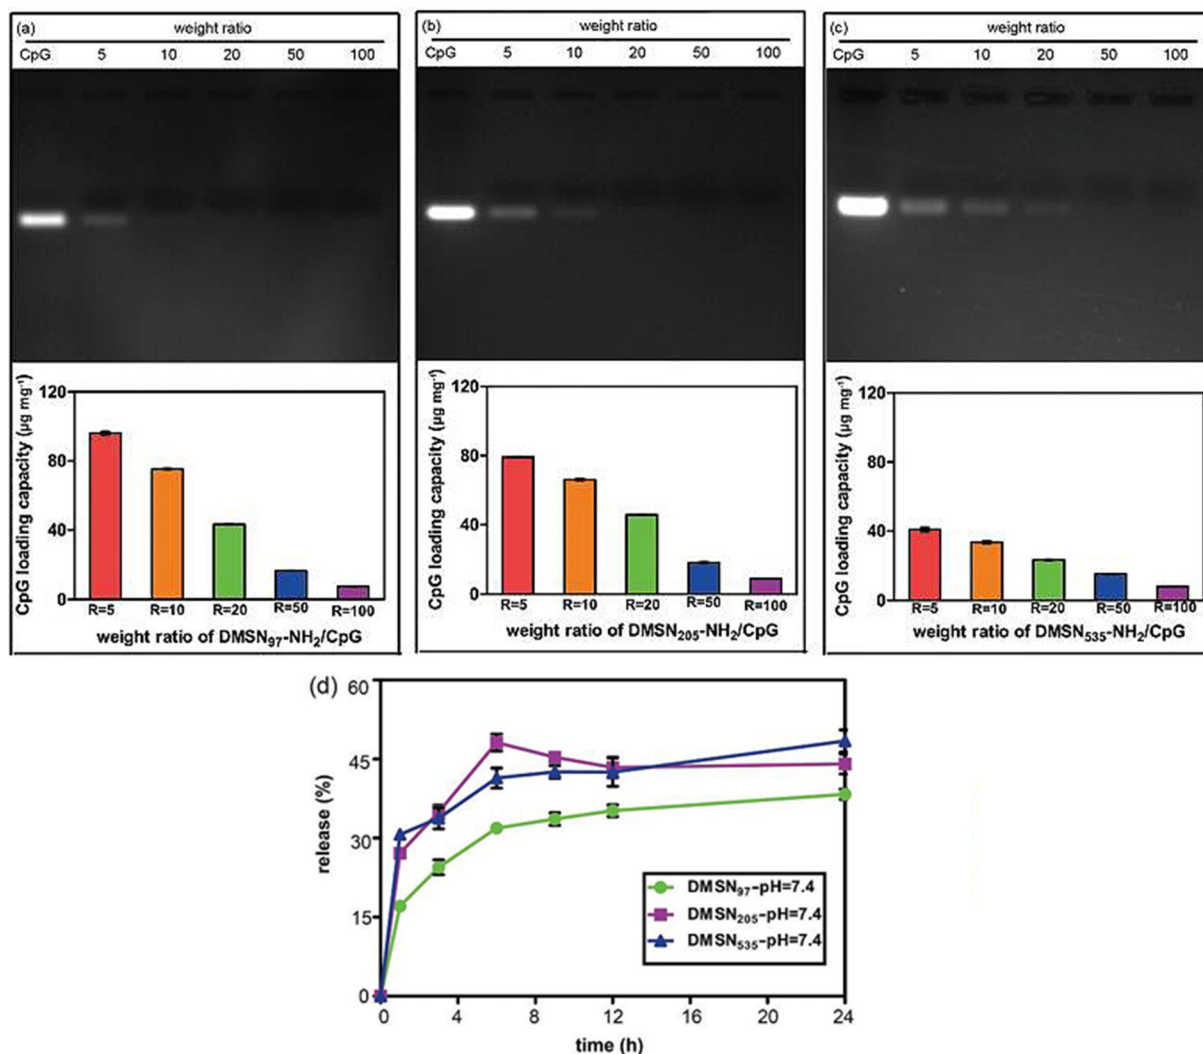 (a) weight ratio
CpG 5 10 20 50 100
CpG loading capacity (µg mg⁻¹)
120
80
40
0
R=5 R=10 R=20 R=50 R=100
weight ratio of DMSN₉₇-NH₂/CpG
(b) weight ratio
CpG 5 10 20 50 100
CpG loading capacity (µg mg⁻¹)
120
80
40
0
R=5 R=10 R=20 R=50 R=100
weight ratio of DMSN₂₀₅-NH₂/CpG
(c) weight ratio
CpG 5 10 20 50 100
CpG loading capacity (µg mg⁻¹)
120
80
40
0
R=5 R=10 R=20 R=50 R=100
weight ratio of DMSN₅₃₅-NH₂/CpG
(d)
release (%)
60
45
30
15
0
DMSN₉₇-pH=7.4
DMSN₂₀₅-pH=7.4
DMSN₅₃₅-pH=7.4
0 4 8 12 16 20 24
time (h)